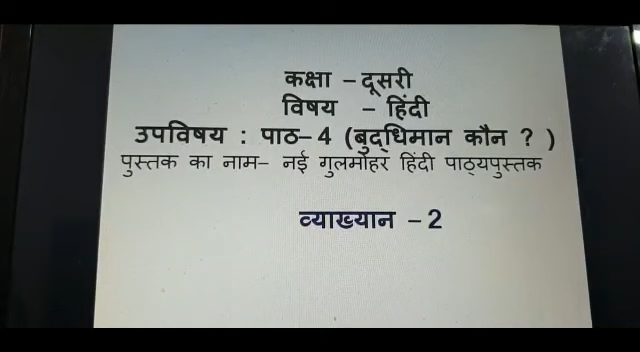 कक्षा – दूसरी
विषय – हिंदी
उपविषय : पाठ– 4 (बुद्धिमान कौन ? )
पुस्तक का नाम– नई गुलमोहर हिंदी पाठ्यपुस्तक
व्याख्यान – 2